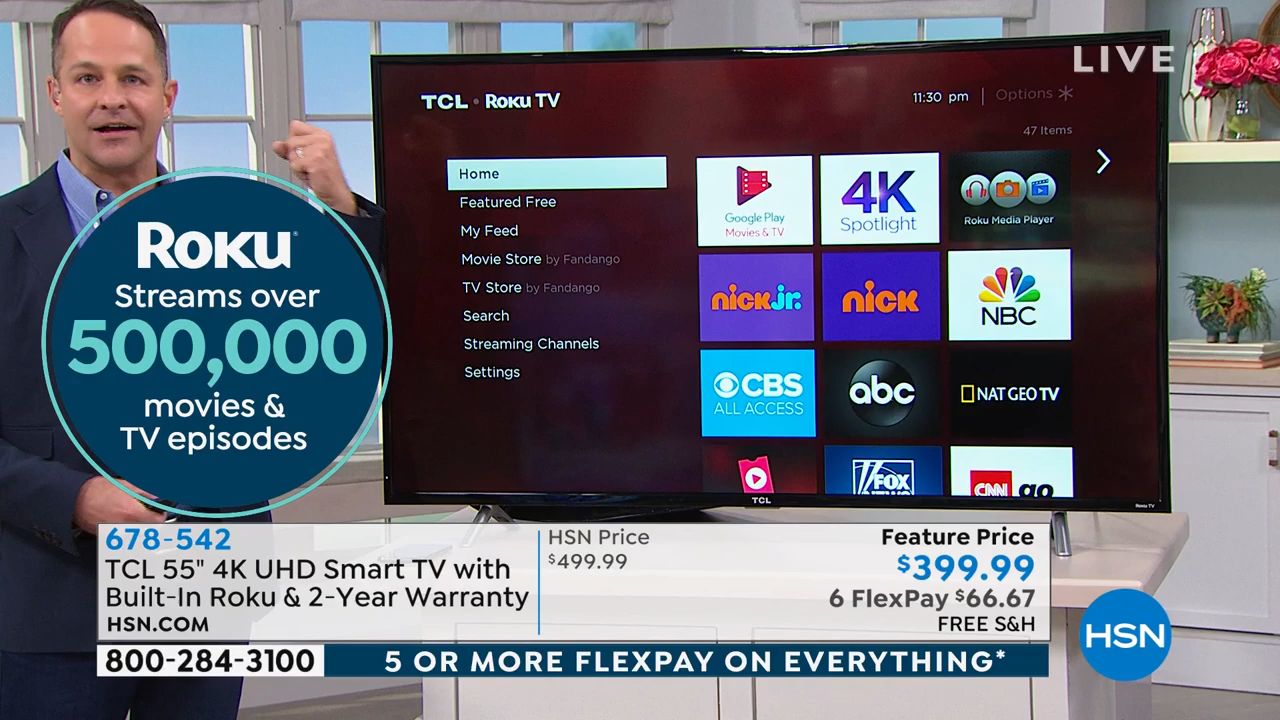 LIVE
TCL • Roku TV
11:30 pm | Options
47 Items
Home
Featured Free
My Feed
Movie Store by Fandango
TV Store by Fandango
Search
Streaming Channels
Settings
Google Play
Movies & TV
4K
Spotlight
Roku Media Player
nick jr.
nick
NBC
CBS
ALL ACCESS
abc
NAT GEO TV
FOX
CNN go
TCL
Roku TV
ROKU
Streams over
500,000
movies &
TV episodes
678-542
TCL 55" 4K UHD Smart TV with
Built-In Roku & 2-Year Warranty
HSN.COM
HSN Price
$499.99
Feature Price
$399.99
6 FlexPay $66.67
FREE S&H
HSN
800-284-3100
5 OR MORE FLEXPAY ON EVERYTHING*